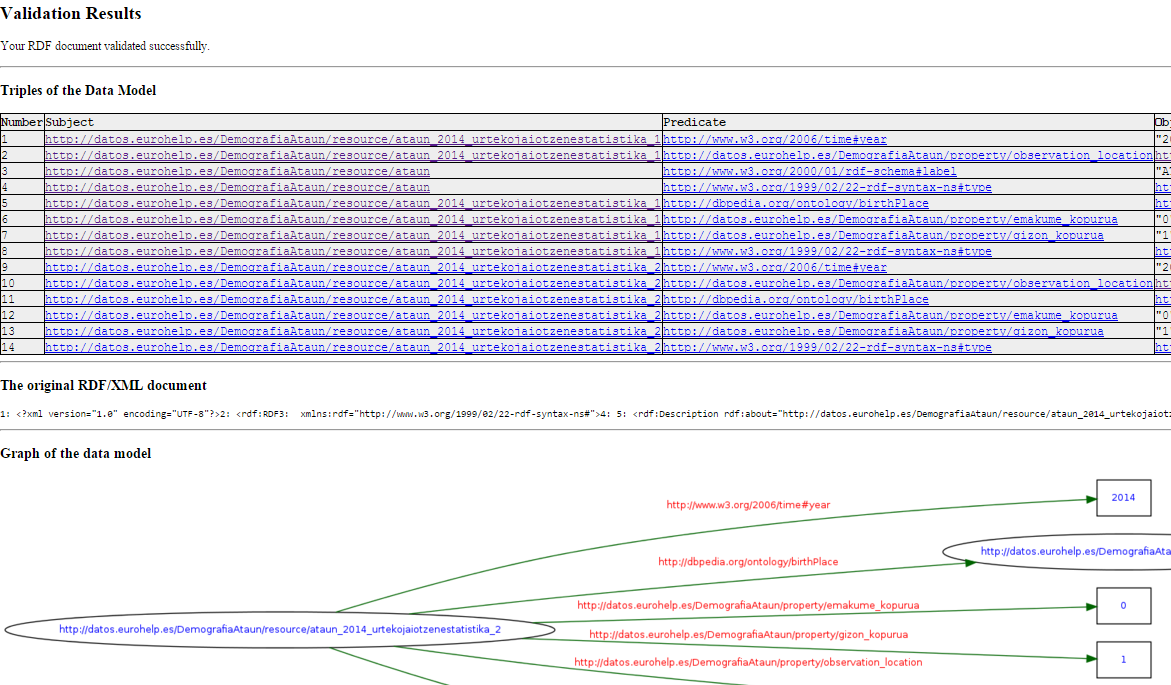 Validation Results
Your RDF document validated successfully.
Triples of the Data Model
Number Subject Predicate Obj
1 http://datos.eurohelp.es/DemografiaAtaun/resource/ataun_2014_urtekojaiotzenestatistika_1 http://www.w3.org/2006/time#year "20
2 http://datos.eurohelp.es/DemografiaAtaun/resource/ataun_2014_urtekojaiotzenestatistika_1 http://datos.eurohelp.es/DemografiaAtaun/property/observation_location ht
3 http://datos.eurohelp.es/DemografiaAtaun/resource/ataun http://www.w3.org/2000/01/rdf-schema#label "A
4 http://datos.eurohelp.es/DemografiaAtaun/resource/ataun http://www.w3.org/1999/02/22-rdf-syntax-ns#type ht
5 http://datos.eurohelp.es/DemografiaAtaun/resource/ataun_2014_urtekojaiotzenestatistika_1 http://dbpedia.org/ontology/birthPlace ht
6 http://datos.eurohelp.es/DemografiaAtaun/resource/ataun_2014_urtekojaiotzenestatistika_1 http://datos.eurohelp.es/DemografiaAtaun/property/emakume_kopurua "0
7 http://datos.eurohelp.es/DemografiaAtaun/resource/ataun_2014_urtekojaiotzenestatistika_1 http://datos.eurohelp.es/DemografiaAtaun/property/gizon_kopurua "1
8 http://datos.eurohelp.es/DemografiaAtaun/resource/ataun_2014_urtekojaiotzenestatistika_1 http://www.w3.org/1999/02/22-rdf-syntax-ns#type ht
9 http://datos.eurohelp.es/DemografiaAtaun/resource/ataun_2014_urtekojaiotzenestatistika_2 http://www.w3.org/2006/time#year "20
10 http://datos.eurohelp.es/DemografiaAtaun/resource/ataun_2014_urtekojaiotzenestatistika_2 http://datos.eurohelp.es/DemografiaAtaun/property/observation_location ht
11 http://datos.eurohelp.es/DemografiaAtaun/resource/ataun_2014_urtekojaiotzenestatistika_2 http://dbpedia.org/ontology/birthPlace ht
12 http://datos.eurohelp.es/DemografiaAtaun/resource/ataun_2014_urtekojaiotzenestatistika_2 http://datos.eurohelp.es/DemografiaAtaun/property/emakume_kopurua "0
13 http://datos.eurohelp.es/DemografiaAtaun/resource/ataun_2014_urtekojaiotzenestatistika_2 http://datos.eurohelp.es/DemografiaAtaun/property/gizon_kopurua "1
14 http://datos.eurohelp.es/DemografiaAtaun/resource/ataun_2014_urtekojaiotzenestatistika_2 http://www.w3.org/1999/02/22-rdf-syntax-ns#type ht
The original RDF/XML document
1: <?xml version="1.0" encoding="UTF-8"?>2: <rdf:RDF3: xmlns:rdf="http://www.w3.org/1999/02/22-rdf-syntax-ns#">4: 5: <rdf:Description rdf:about="http://datos.eurohelp.es/DemografiaAtaun/resource/ataun_2014_urtekojaiotz
Graph of the data model
2014
http://www.w3.org/2006/time#year
http://datos.eurohelp.es/DemografiaAta
http://dbpedia.org/ontology/birthPlace
http://datos.eurohelp.es/DemografiaAtaun/property/emakume_kopurua
0
http://datos.eurohelp.es/DemografiaAtaun/resource/ataun_2014_urtekojaiotzenestatistika_2
http://datos.eurohelp.es/DemografiaAtaun/property/gizon_kopurua
1
http://datos.eurohelp.es/DemografiaAtaun/property/observation_location